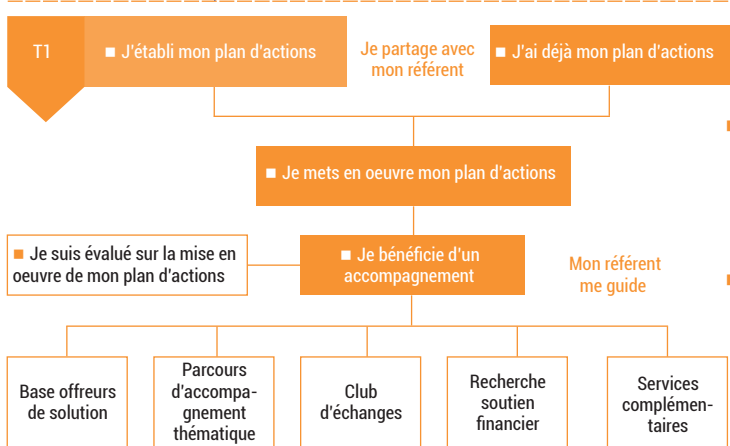 T1
■ J'établi mon plan d'actions
Je partage avec
mon référent
■ J'ai déjà mon plan d'actions
■ Je mets en oeuvre mon plan d'actions
■ Je suis évalué sur la mise en
oeuvre de mon plan d'actions
■ Je bénéficie d'un
accompagnement
Mon référent
me guide
Base offreurs
de solution
Parcours
d'accompa-
gnement
thématique
Club
d'échanges
Recherche
soutien
financier
Services
complémen-
taires